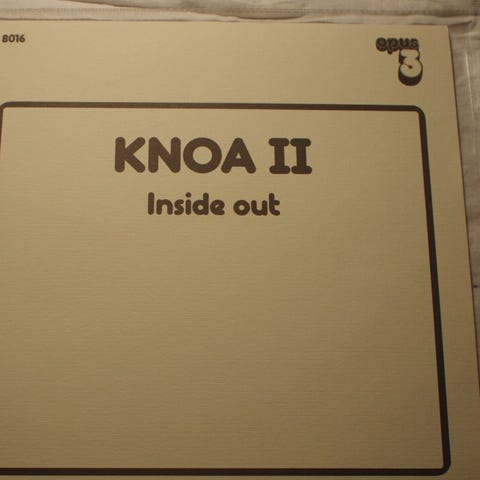 8016
opus
3
KNOA II
Inside out